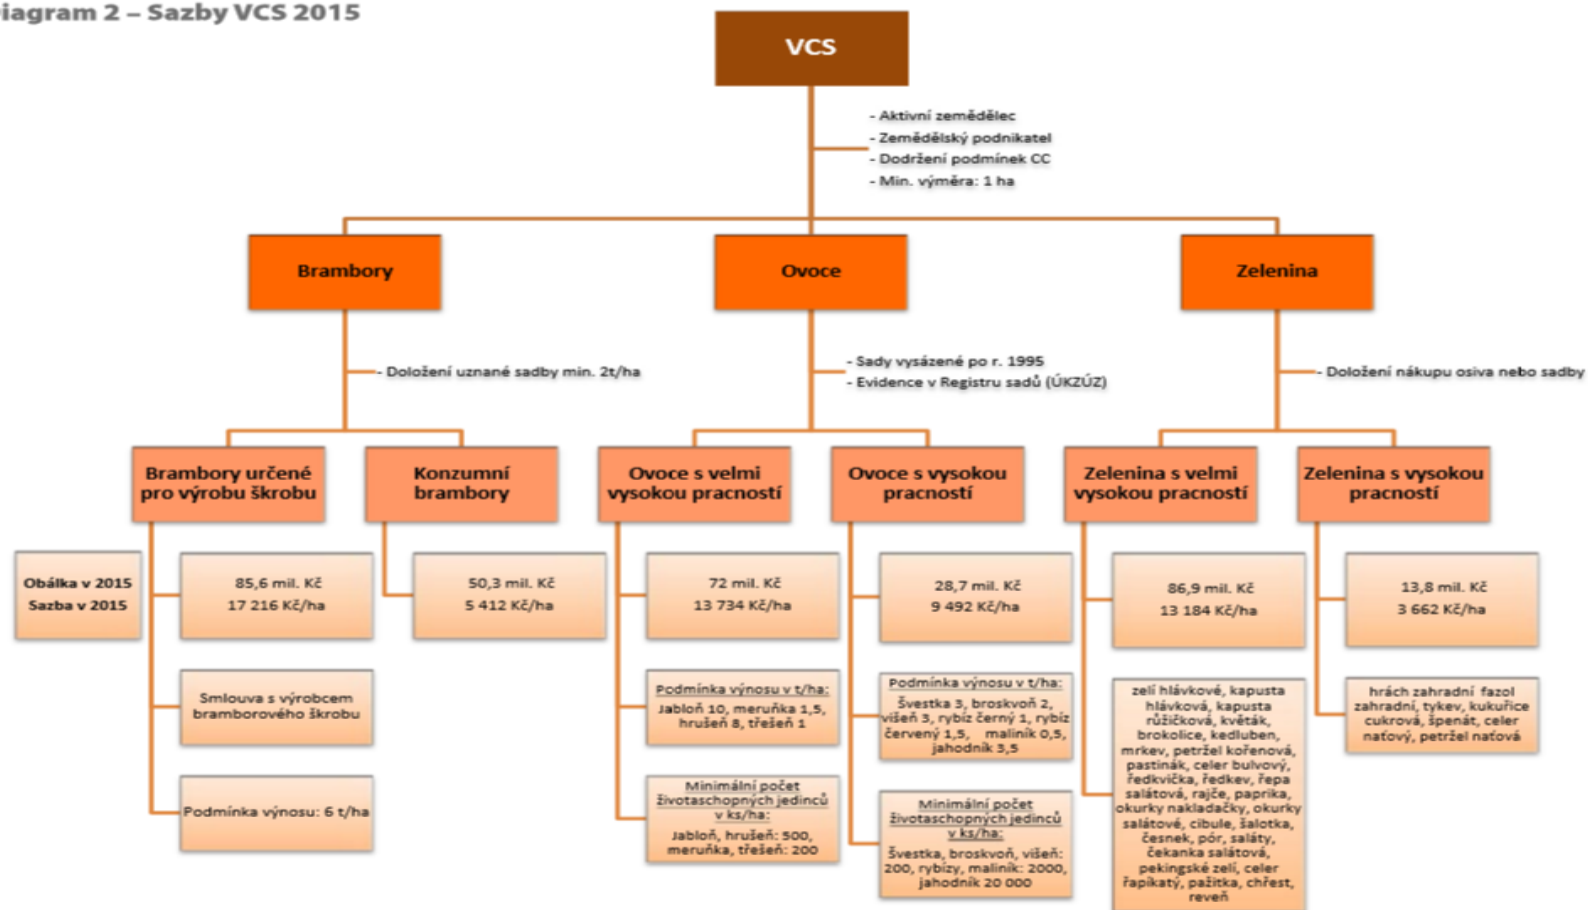 iagram 2 – Sazby VCS 2015
VCS
- Aktivní zemědělec
- Zemědělský podnikatel
- Dodržení podmínek CC
- Min. výměra: 1 ha
Brambory
Ovoce
Zelenina
- Doložení uznané sadby min. 2t/ha
- Sady vysázené po r. 1995
- Evidence v Registru sadů (ÚKZÚZ)
- Doložení nákupu osiva nebo sadby
Brambory určené
pro výrobu škrobu
Konzumní
brambory
Ovoce s velmi
vysokou pracností
Ovoce s vysokou
pracností
Zelenina s velmi
vysokou pracností
Zelenina s vysokou
pracností
Obálka v 2015
Sazba v 2015
85,6 mil. Kč
17 216 Kč/ha
50,3 mil. Kč
5 412 Kč/ha
72 mil. Kč
13 734 Kč/ha
28,7 mil. Kč
9 492 Kč/ha
86,9 mil. Kč
13 184 Kč/ha
13,8 mil. Kč
3 662 Kč/ha
Smlouva s výrobcem
bramborového škrobu
Podmínka výnosu v t/ha:
Jabloň 10, meruňka 1,5,
hrušeň 8, třešeň 1
Podmínka výnosu v t/ha:
Švestka 3, broskvoň 2,
višeň 3, rybíz černý 1, rybíz
červený 1,5, maliník 0,5,
jahodník 3,5
zelí hlávkové, kapusta
hlávková, kapusta
růžičková, květák,
brokolice, kedluben,
mrkev, petržel kořenová,
pastinák, celer bulvový,
ředkvička, ředkev, řepa
salátová, rajče, paprika,
okurky nakladačky, okurky
salátové, cibule, šalotka,
česnek, pór, saláty,
čekanka salátová,
pekingské zelí, celer
řapíkatý, pažitka, chřest,
reveň
hrách zahradní fazol
zahradní, tykev, kukuřice
cukrová, špenát, celer
naťový, petržel naťová
Podmínka výnosu: 6 t/ha
Minimální počet
životaschopných jedinců
v ks/ha:
Jabloň, hrušeň: 500,
meruňka, třešeň: 200
Minimální počet
životaschopných jedinců
v ks/ha:
Švestka, broskvoň, višeň:
200, rybízy, maliník: 2000,
jahodník 20 000